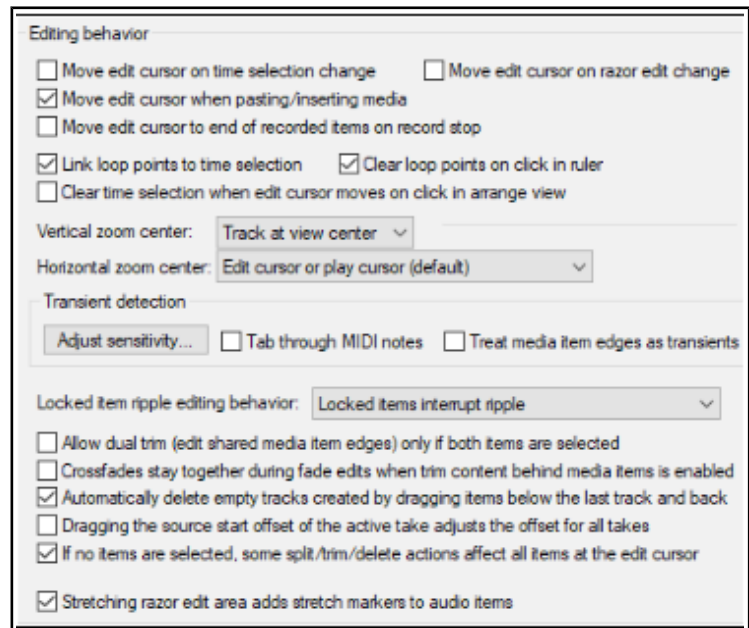 Editing behavior
Move edit cursor on time selection change Move edit cursor on razor edit change
Move edit cursor when pasting/inserting media
Move edit cursor to end of recorded items on record stop
Link loop points to time selection Clear loop points on click in ruler
Clear time selection when edit cursor moves on click in arrange view
Vertical zoom center: Track at view center
Horizontal zoom center: Edit cursor or play cursor (default)
Transient detection
Adjust sensitivity... Tab through MIDI notes Treat media item edges as transients
Locked item ripple editing behavior: Locked items interrupt ripple
Allow dual trim (edit shared media item edges) only if both items are selected
Crossfades stay together during fade edits when trim content behind media items is enabled
Automatically delete empty tracks created by dragging items below the last track and back
Dragging the source start offset of the active take adjusts the offset for all takes
If no items are selected, some split/trim/delete actions affect all items at the edit cursor
Stretching razor edit area adds stretch markers to audio items